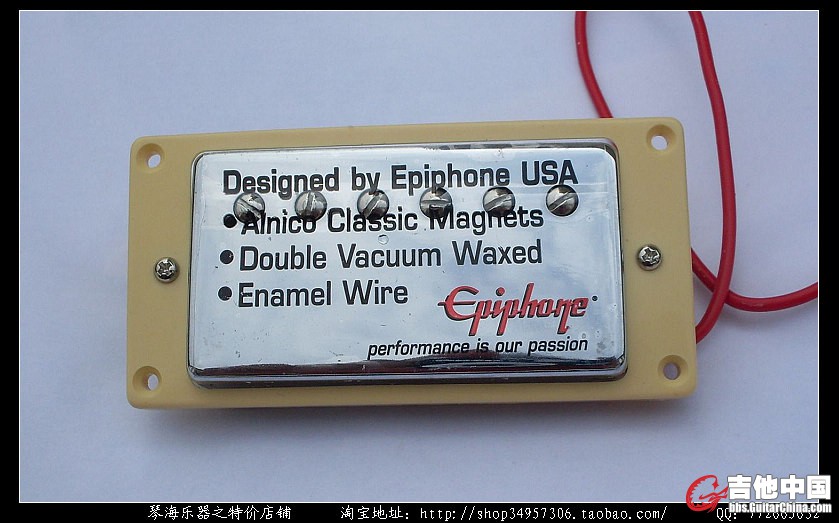 Designed by Epiphone USA
• Alnico Classic Magnets
• Double Vacuum Waxed
• Enamel Wire
Epiphone
performance is our passion
吉他中国
bbs.GuitarChina.com
琴海乐器之特价店铺 淘宝地址：http://shop34957306.taobao.com/ QQ: